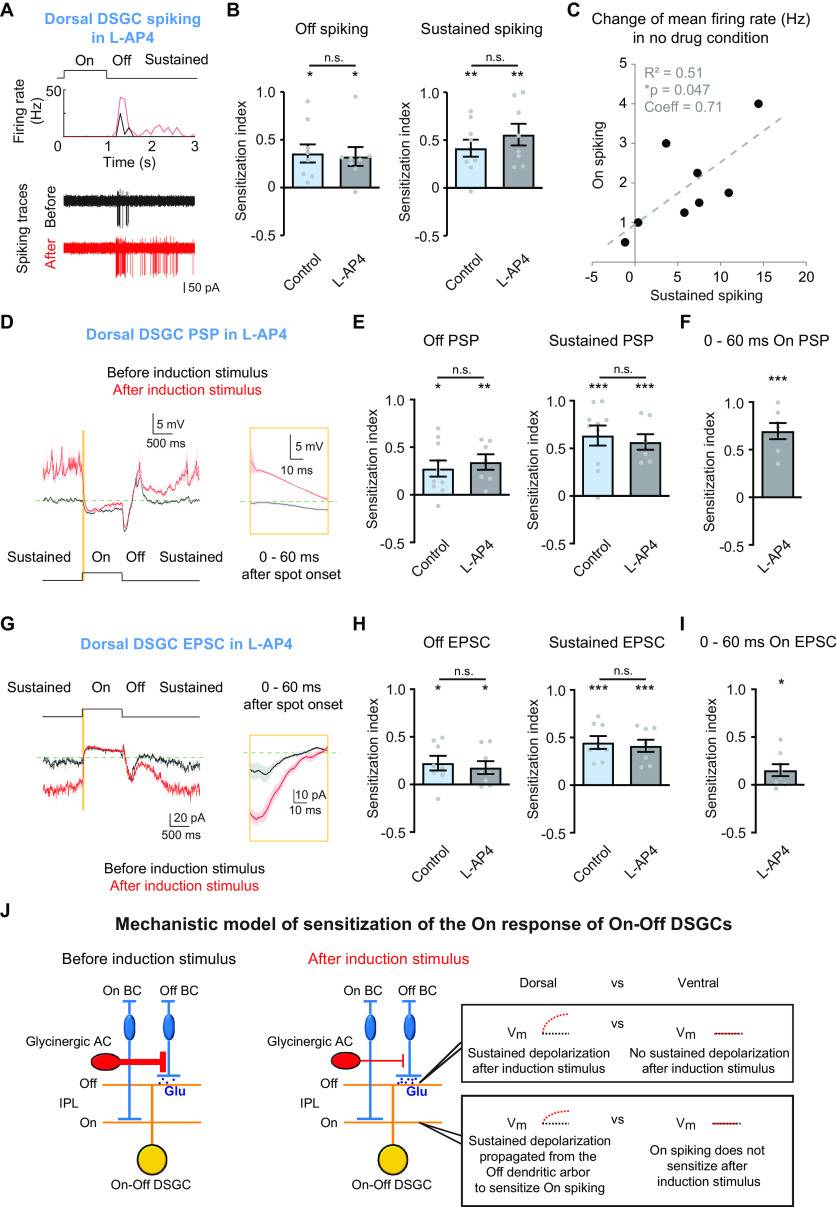 A
Dorsal DSGC spiking
in L-AP4
On Off Sustained
Firing rate
(Hz)
50
0
0 1 2 3
Time (s)
Spiking traces
Before
After
50 pA
B
Off spiking
n.s.
* *
Sensitization index
1.0
0.5
0
-0.5
Control
L-AP4
Sustained spiking
n.s.
** **
Sensitization index
1.0
0.5
0
-0.5
Control
L-AP4
C
Change of mean firing rate (Hz)
in no drug condition
R² = 0.51
*p = 0.047
Coeff = 0.71
On spiking
5
4
3
2
1
-5 0 5 10 15 20
Sustained spiking
D
Dorsal DSGC PSP in L-AP4
Before induction stimulus
After induction stimulus
5 mV
500 ms
5 mV
10 ms
Sustained On Off Sustained
0 - 60 ms
after spot onset
E
Off PSP
n.s.
* **
Sensitization index
1.0
0.5
0
-0.5
Control
L-AP4
Sustained PSP
n.s.
*** ***
Sensitization index
1.0
0.5
0
-0.5
Control
L-AP4
F
0 - 60 ms On PSP
***
Sensitization index
1.0
0.5
0
-0.5
L-AP4
G
Dorsal DSGC EPSC in L-AP4
Sustained On Off Sustained
0 - 60 ms
after spot onset
20 pA
500 ms
10 pA
10 ms
Before induction stimulus
After induction stimulus
H
Off EPSC
n.s.
* *
Sensitization index
1.0
0.5
0
-0.5
Control
L-AP4
Sustained EPSC
n.s.
*** ***
Sensitization index
1.0
0.5
0
-0.5
Control
L-AP4
I
0 - 60 ms On EPSC
*
Sensitization index
1.0
0.5
0
-0.5
L-AP4
J
Mechanistic model of sensitization of the On response of On-Off DSGCs
Before induction stimulus
On BC Off BC
Glycinergic AC
Off
Glu
IPL
On
On-Off DSGC
After induction stimulus
On BC Off BC
Glycinergic AC
Off
Glu
IPL
On
On-Off DSGC
Dorsal vs Ventral
Vm vs Vm
Sustained depolarization
after induction stimulus
No sustained depolarization
after induction stimulus
Vm vs Vm
Sustained depolarization
propagated from the
Off dendritic arbor
to sensitize On spiking
On spiking does not
sensitize after
induction stimulus